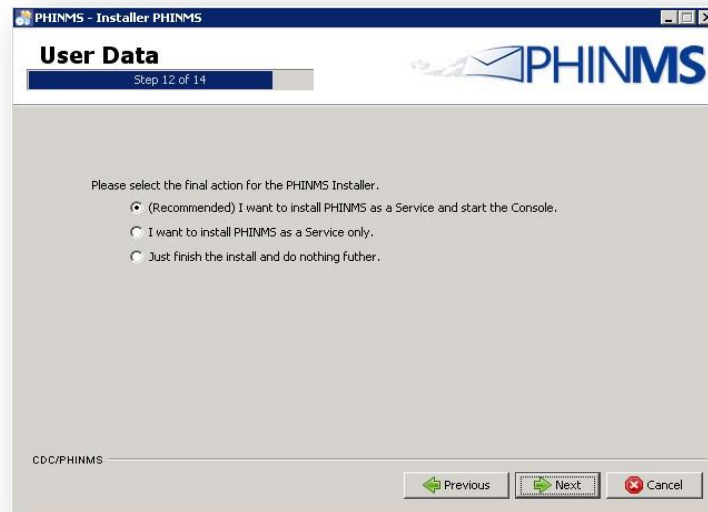 PHINMS - Installer PHINMS
User Data
Step 12 of 14
PHINMS
Please select the final action for the PHINMS Installer.
(Recommended) I want to install PHINMS as a Service and start the Console.
I want to install PHINMS as a Service only.
Just finish the install and do nothing futher.
CDC/PHINMS
Previous
Next
Cancel